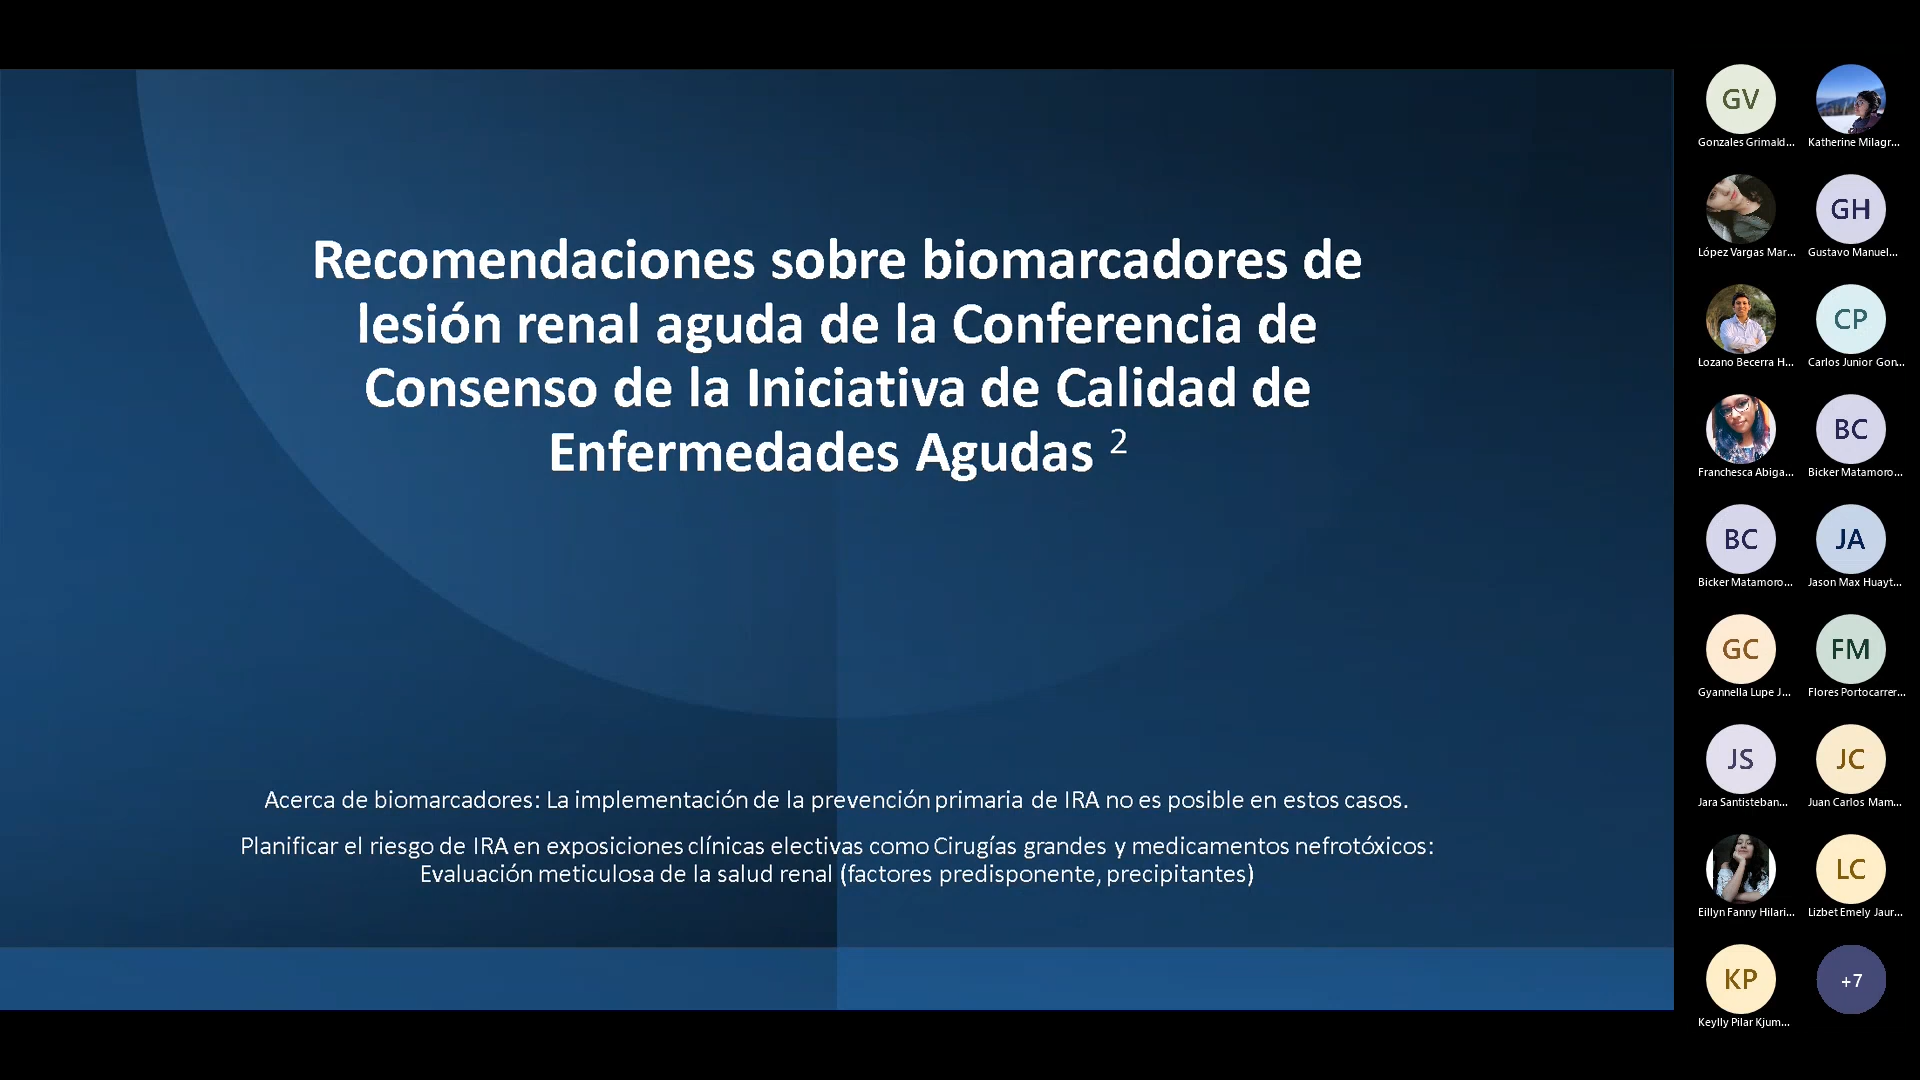 Recomendaciones sobre biomarcadores de
lesión renal aguda de la Conferencia de
Consenso de la Iniciativa de Calidad de
Enfermedades Agudas 2
Acerca de biomarcadores: La implementación de la prevención primaria de IRA no es posible en estos casos.
Planificar el riesgo de IRA en exposiciones clínicas electivas como Cirugías grandes y medicamentos nefrotóxicos:
Evaluación meticulosa de la salud renal (factores predisponente, precipitantes)
GV
Gonzales Grimald...
Katherine Milagr...
López Vargas Mar...
GH
Gustavo Manuel...
Lozano Becerra H...
CP
Carlos Junior Gon...
Franchesca Abiga...
BC
Bicker Matamoro...
BC
Bicker Matamoro...
JA
Jason Max Huayt...
GC
Gyannella Lupe J...
FM
Flores Portocarrer...
JS
Jara Santisteban...
JC
Juan Carlos Mam...
Eillyn Fanny Hilari...
LC
Lizbet Emely Jaur...
KP
Keylly Pilar Kjum...
+7